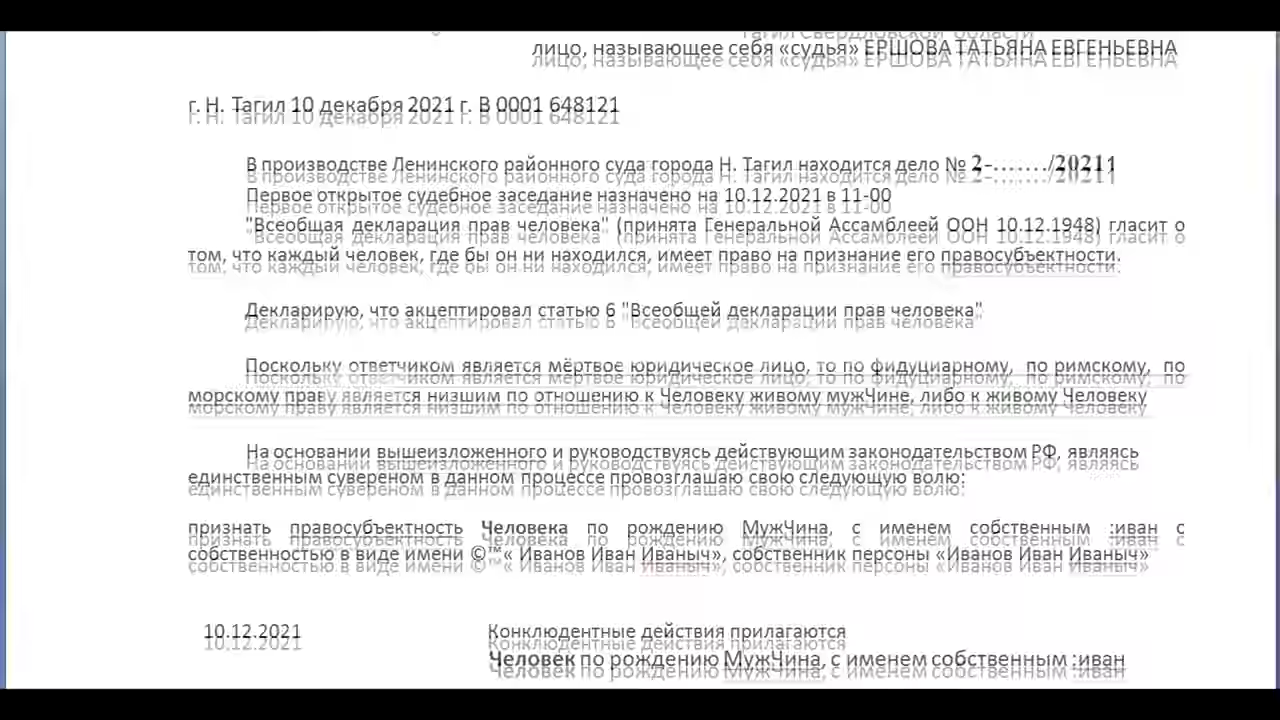 Тагил Свердловской области
лицо, называющее себя «судья» ЕРШОВА ТАТЬЯНА ЕВГЕНЬЕВНА
г. Н. Тагил 10 декабря 2021 г. В 0001 648121
В производстве Ленинского районного суда города Н. Тагил находится дело № 2-……./20211
Первое открытое судебное заседание назначено на 10.12.2021 в 11-00
"Всеобщая декларация прав человека" (принята Генеральной Ассамблеей ООН 10.12.1948) гласит о
том, что каждый человек, где бы он ни находился, имеет право на признание его правосубъектности.
Декларирую, что акцептировал статью 6 "Всеобщей декларации прав человека".
Поскольку ответчиком является мёртвое юридическое лицо, то по фидуциарному, по римскому, по
морскому праву является низшим по отношению к Человеку живому мужЧине, либо к живому Человеку
На основании вышеизложенного и руководствуясь действующим законодательством РФ, являясь
единственным сувереном в данном процессе провозглашаю свою следующую волю:
признать правосубъектность Человека по рождению МужЧина, с именем собственным :иван с
собственностью в виде имени ©™« Иванов Иван Иваныч», собственник персоны «Иванов Иван Иваныч»
10.12.2021 Конклюдентные действия прилагаются
Человек по рождению МужЧина, с именем собственным :иван